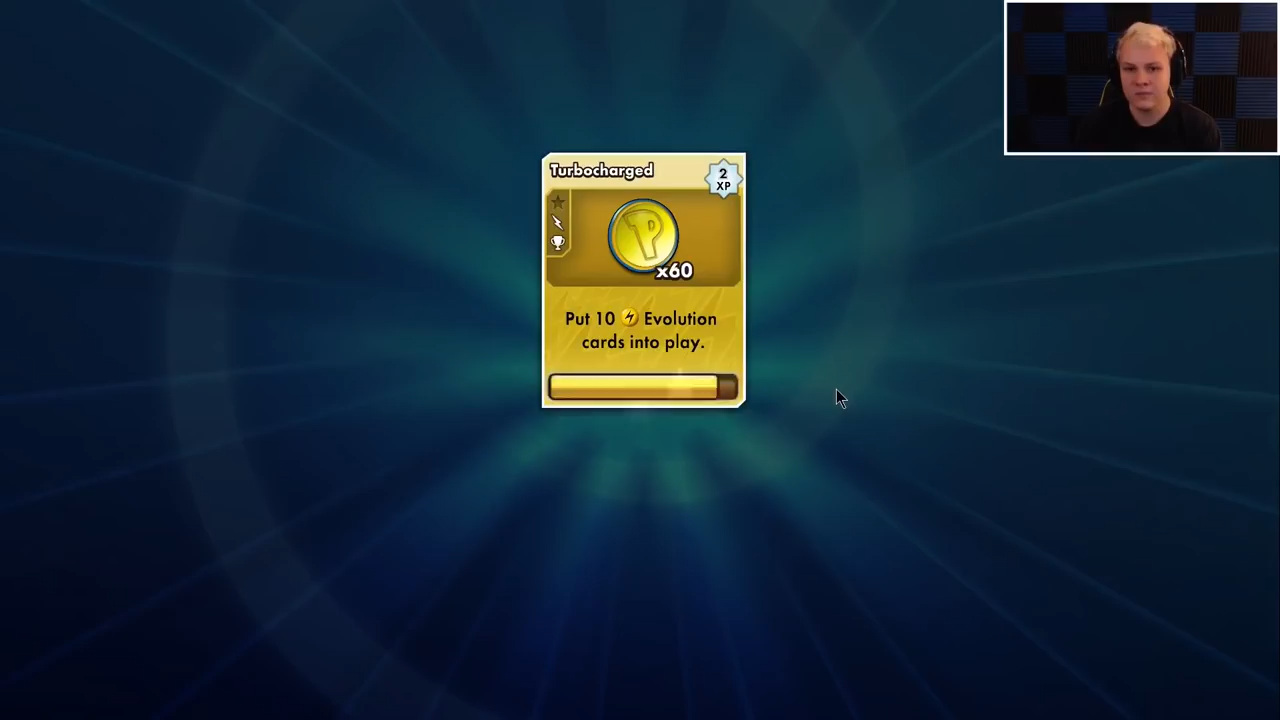 Turbocharged
2
XP
P
x60
Put 10 Evolution
cards into play.